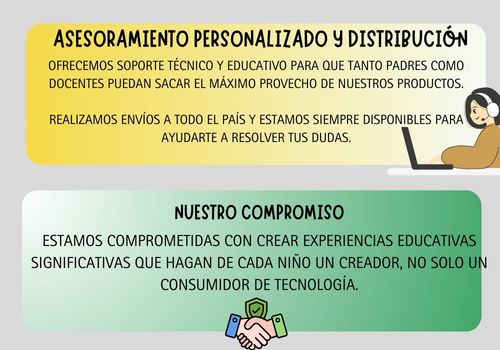 ASESORAMIENTO PERSONALIZADO Y DISTRIBUCIÓN
OFRECEMOS SOPORTE TÉCNICO Y EDUCATIVO PARA QUE TANTO PADRES COMO
DOCENTES PUEDAN SACAR EL MÁXIMO PROVECHO DE NUESTROS PRODUCTOS.
REALIZAMOS ENVÍOS A TODO EL PAÍS Y ESTAMOS SIEMPRE DISPONIBLES PARA
AYUDARTE A RESOLVER TUS DUDAS.
NUESTRO COMPROMISO
ESTAMOS COMPROMETIDAS CON CREAR EXPERIENCIAS EDUCATIVAS
SIGNIFICATIVAS QUE HAGAN DE CADA NIÑO UN CREADOR, NO SOLO UN
CONSUMIDOR DE TECNOLOGÍA.